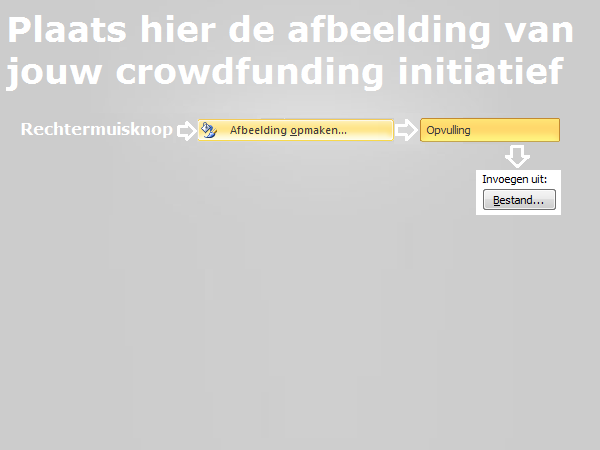 Plaats hier de afbeelding van
jouw crowdfunding initiatief
Rechtermuisknop
Afbeelding opmaken...
Opvulling
Invoegen uit:
Bestand...